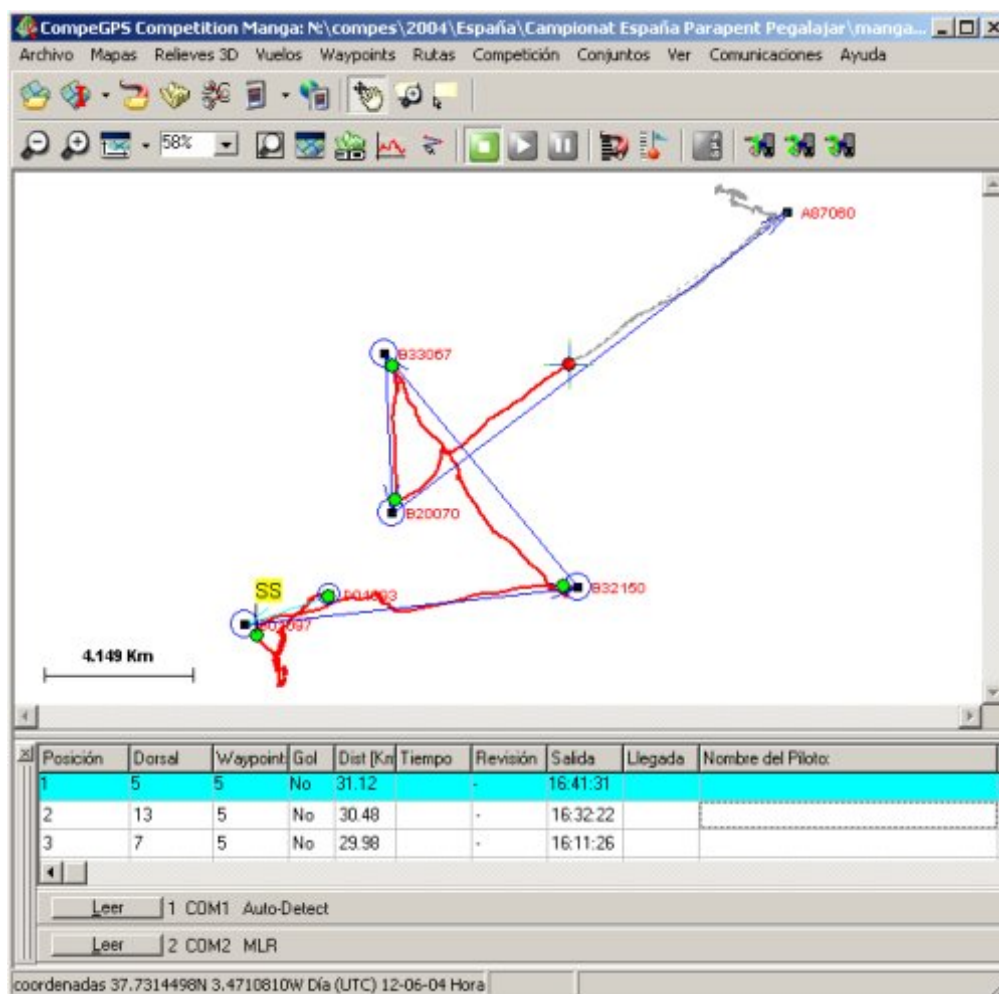 CompeGPS Competition Manga: N:\compes\2004\España\Campionat España Parapent Pegalajar\manga...
Archivo Mapas Relieves 3D Vuelos Waypoints Rutas Competición Conjuntos Ver Comunicaciones Ayuda
58%
A87060
B33067
B20070
SS
B32150
4.149 Km
Posición Dorsal Waypoint Gol Dist [Km Tiempo Revisión Salida Llegada Nombre del Piloto:
1 5 5 No 31.12 - 16:41:31
2 13 5 No 30.48 - 16:32:22
3 7 5 No 29.98 - 16:11:26
Leer 1 COM1 Auto-Detect
Leer 2 COM2 MLR
coordenadas 37.7314498N 3.4710810W Día (UTC) 12-06-04 Hora